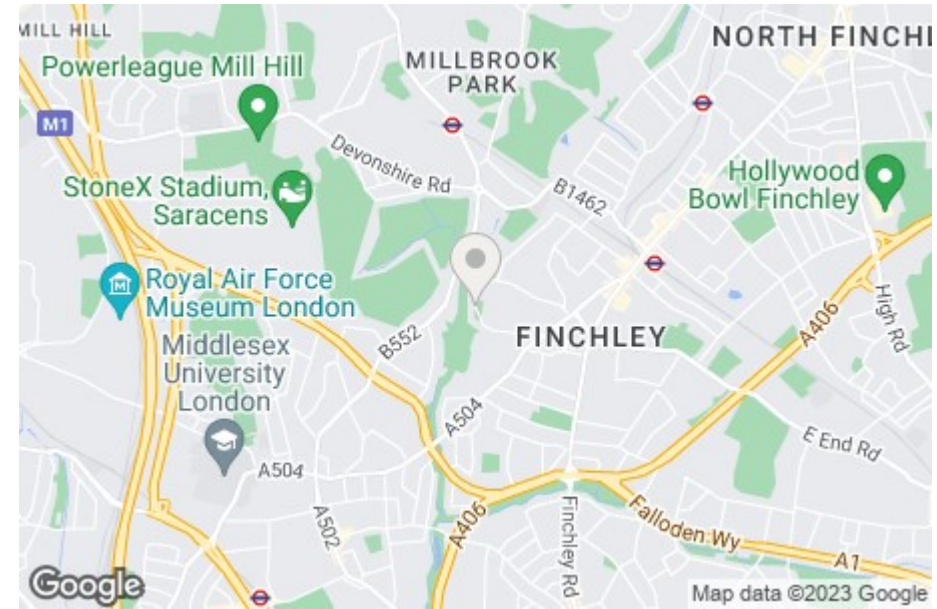 MILL HILL
NORTH FINCHL
MILLBROOK
PARK
Powerleague Mill Hill
M1
Devonshire Rd
B1462
Hollywood
Bowl Finchley
StoneX Stadium,
Saracens
Royal Air Force
Museum London
High Rd
A406
B552
FINCHLEY
Middlesex
University
London
A504
A504
E End Rd
A502
A406
Finchley Rd
Falloden Wy
A1
Google
Map data ©2023 Google